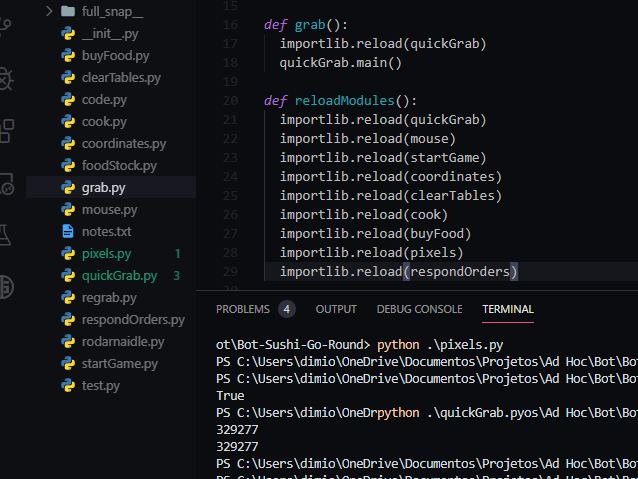 full_snap__
__init__.py
buyFood.py
clearTables.py
code.py
cook.py
coordinates.py
foodStock.py
grab.py
mouse.py
notes.txt
pixels.py 1
quickGrab.py 3
regrab.py
respondOrders.py
rodarnaidle.py
startGame.py
test.py
15
16 def grab():
17 importlib.reload(quickGrab)
18 quickGrab.main()
19
20 def reloadModules():
21 importlib.reload(quickGrab)
22 importlib.reload(mouse)
23 importlib.reload(startGame)
24 importlib.reload(coordinates)
25 importlib.reload(clearTables)
26 importlib.reload(cook)
27 importlib.reload(buyFood)
28 importlib.reload(pixels)
29 importlib.reload(respondOrders)
PROBLEMS 4 OUTPUT DEBUG CONSOLE TERMINAL
ot\Bot-Sushi-Go-Round> python .\pixels.py
PS C:\Users\dimio\OneDrive\Documentos\Projetos\Ad Hoc\Bot\Bo
PS C:\Users\dimio\OneDrive\Documentos\Projetos\Ad Hoc\Bot\Bo
True
PS C:\Users\dimio\OneDrpython .\quickGrab.pyos\Ad Hoc\Bot\Bo
329277
329277
PS C:\Users\dimio\OneDrive\Documentos\Projetos\Ad Hoc\Bot\Bo